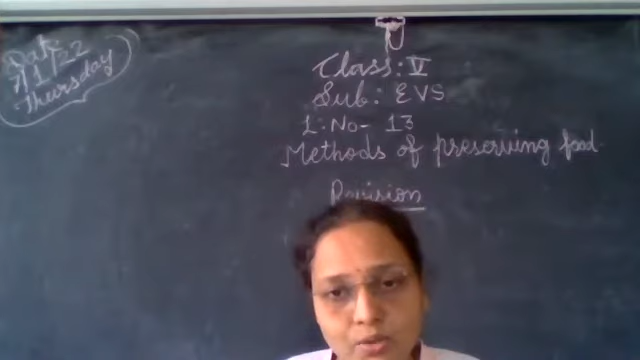 Date
7/1/22
Thursday
Class: V
Sub: EVS
L:No- 13
Methods of preserving food
Revision